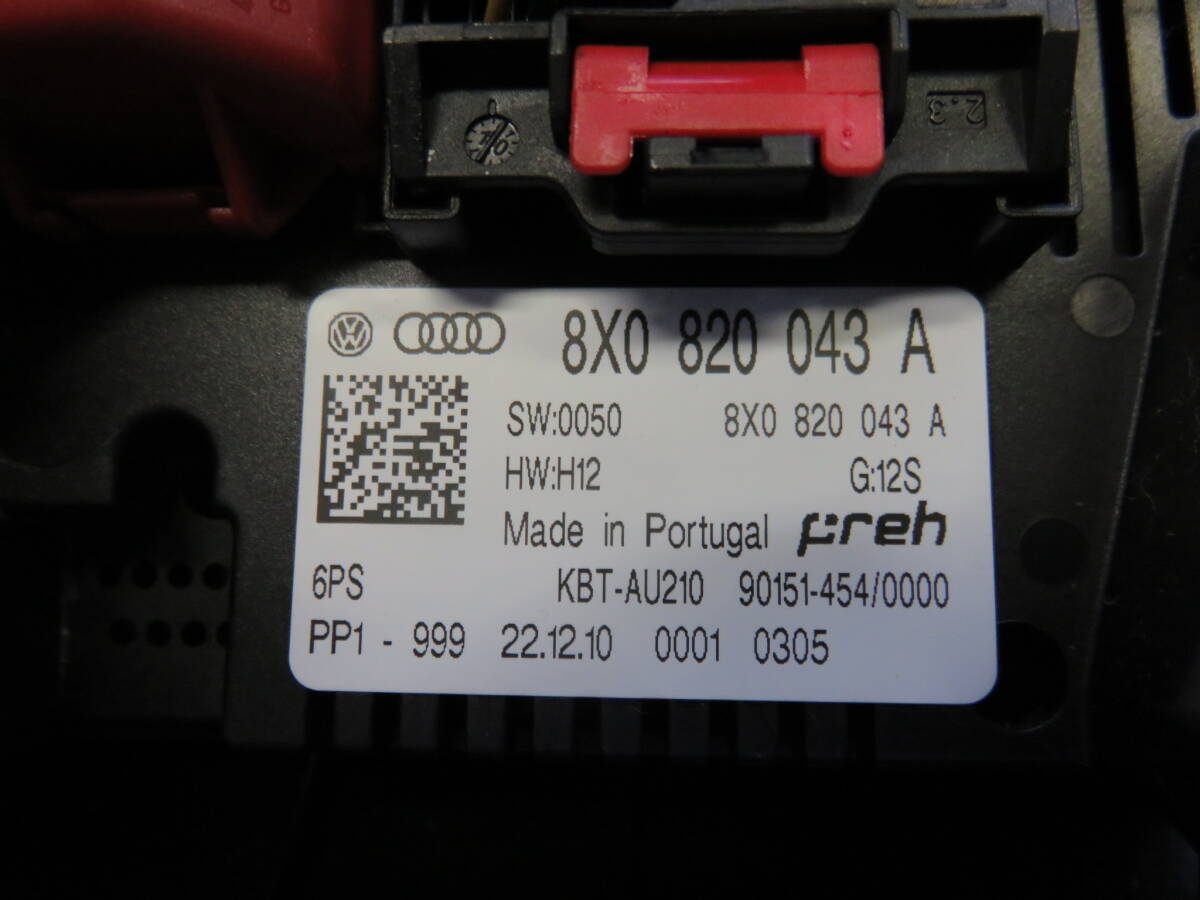 2.3
10
8X0 820 043 A
SW:0050 8X0 820 043 A
HW:H12 G:12S
Made in Portugal preh
6PS KBT-AU210 90151-454/0000
PP1 - 999 22.12.10 0001 0305